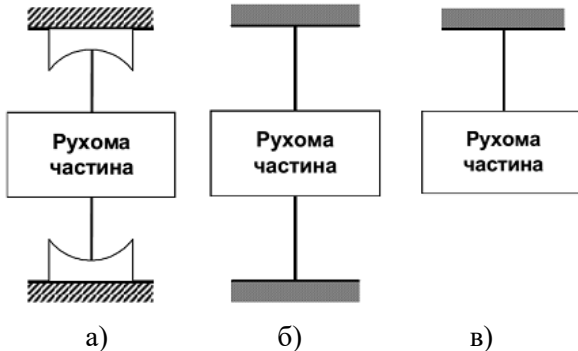 Рухома
частина
Рухома
частина
Рухома
частина
а) б) в)